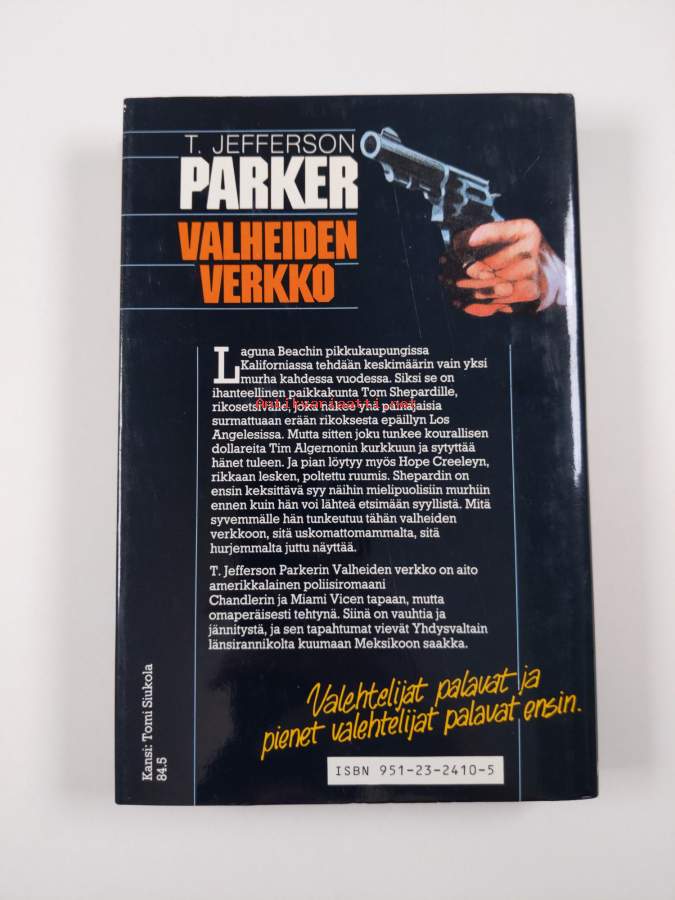 T. JEFFERSON
PARKER
VALHEIDEN
VERKKO
Laguna Beachin pikkukaupungissa
Kaliforniassa tehdään keskimäärin vain yksi
murha kahdessa vuodessa. Siksi se on
ihanteellinen paikkakunta Tom Shepardille,
Antikvariaatti.net
rikosetsivälle, joka näkee yhä painajaisia
surmattuaan erään rikoksesta epäillyn Los
Angelesissa. Mutta sitten joku tunkee kourallisen
dollareita Tim Algernonin kurkkuun ja sytyttää
hänet tuleen. Ja pian löytyy myös Hope Creeleyn,
rikkaan lesken, poltettu ruumis. Shepardin on
ensin keksittävä syy näihin mielipuolisiin murhiin
ennen kuin hän voi lähteä etsimään syyllistä. Mitä
syvemmälle hän tunkeutuu tähän valheiden
verkkoon, sitä uskomattomammalta, sitä
hurjemmalta juttu näyttää.
T. Jefferson Parkerin Valheiden verkko on aito
amerikkalainen poliisiromaani
Chandlerin ja Miami Vicen tapaan, mutta
omaperäisesti tehtynä. Siinä on vauhtia ja
jännitystä, ja sen tapahtumat vievät Yhdysvaltain
länsirannikolta kuumaan Meksikoon saakka.
Valehtelijat palavat ja
pienet valehtelijat palavat ensin.
ISBN 951-23-2410-5
Kansi: Tomi Siukola
84.5